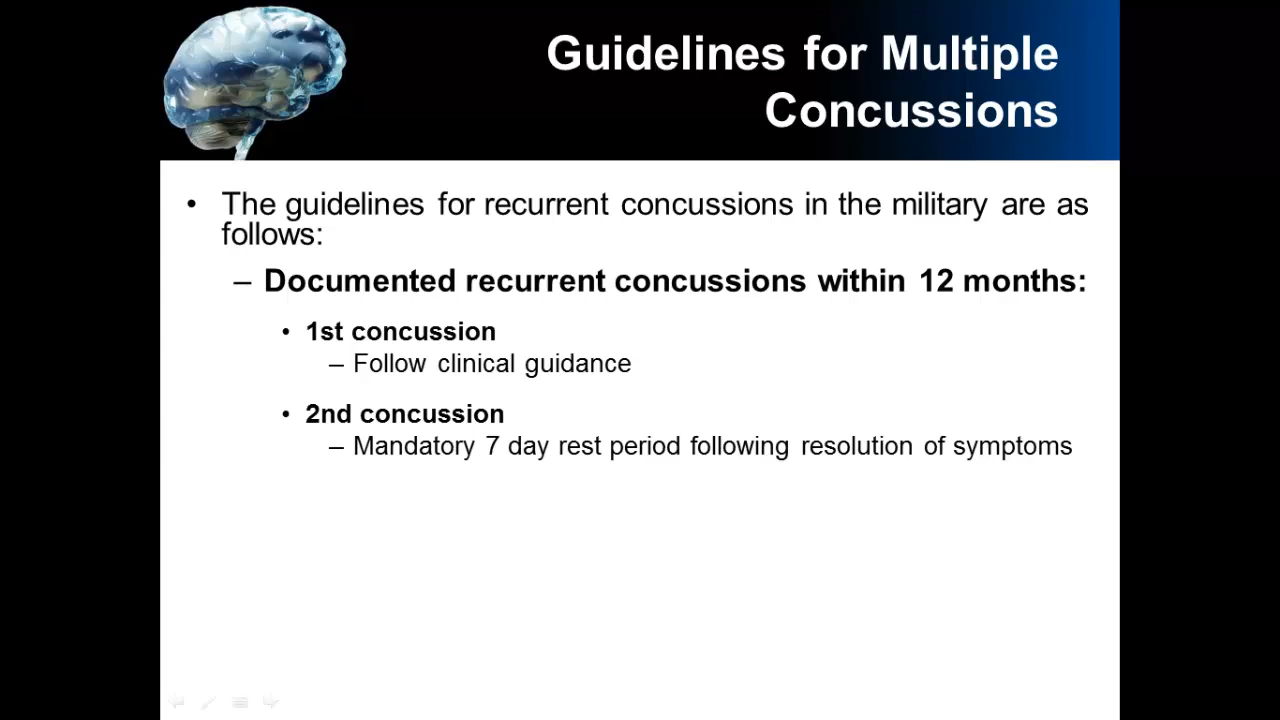 Guidelines for Multiple
Concussions
• The guidelines for recurrent concussions in the military are as
follows:
– Documented recurrent concussions within 12 months:
• 1st concussion
– Follow clinical guidance
• 2nd concussion
– Mandatory 7 day rest period following resolution of symptoms